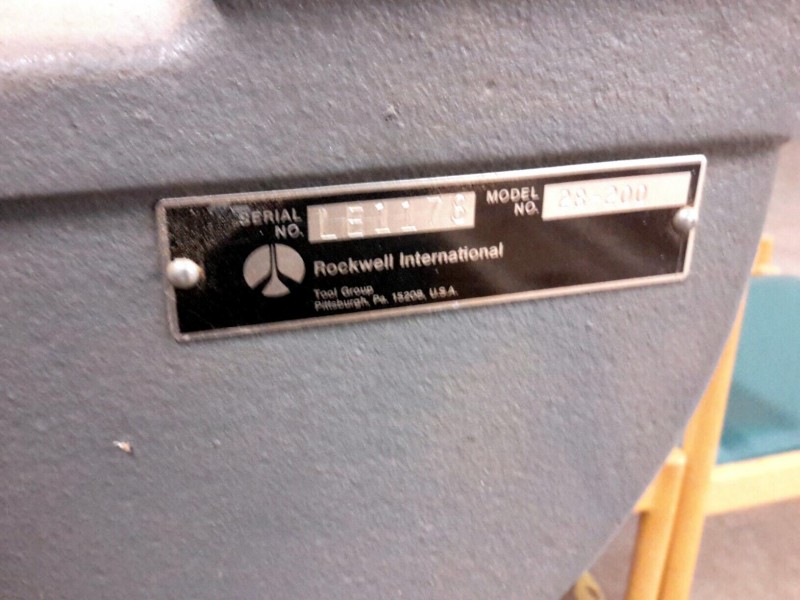 SERIAL NO. LE1178
MODEL NO. 28-200
Rockwell International
Tool Group
Pittsburgh, Pa. 15208, U.S.A.